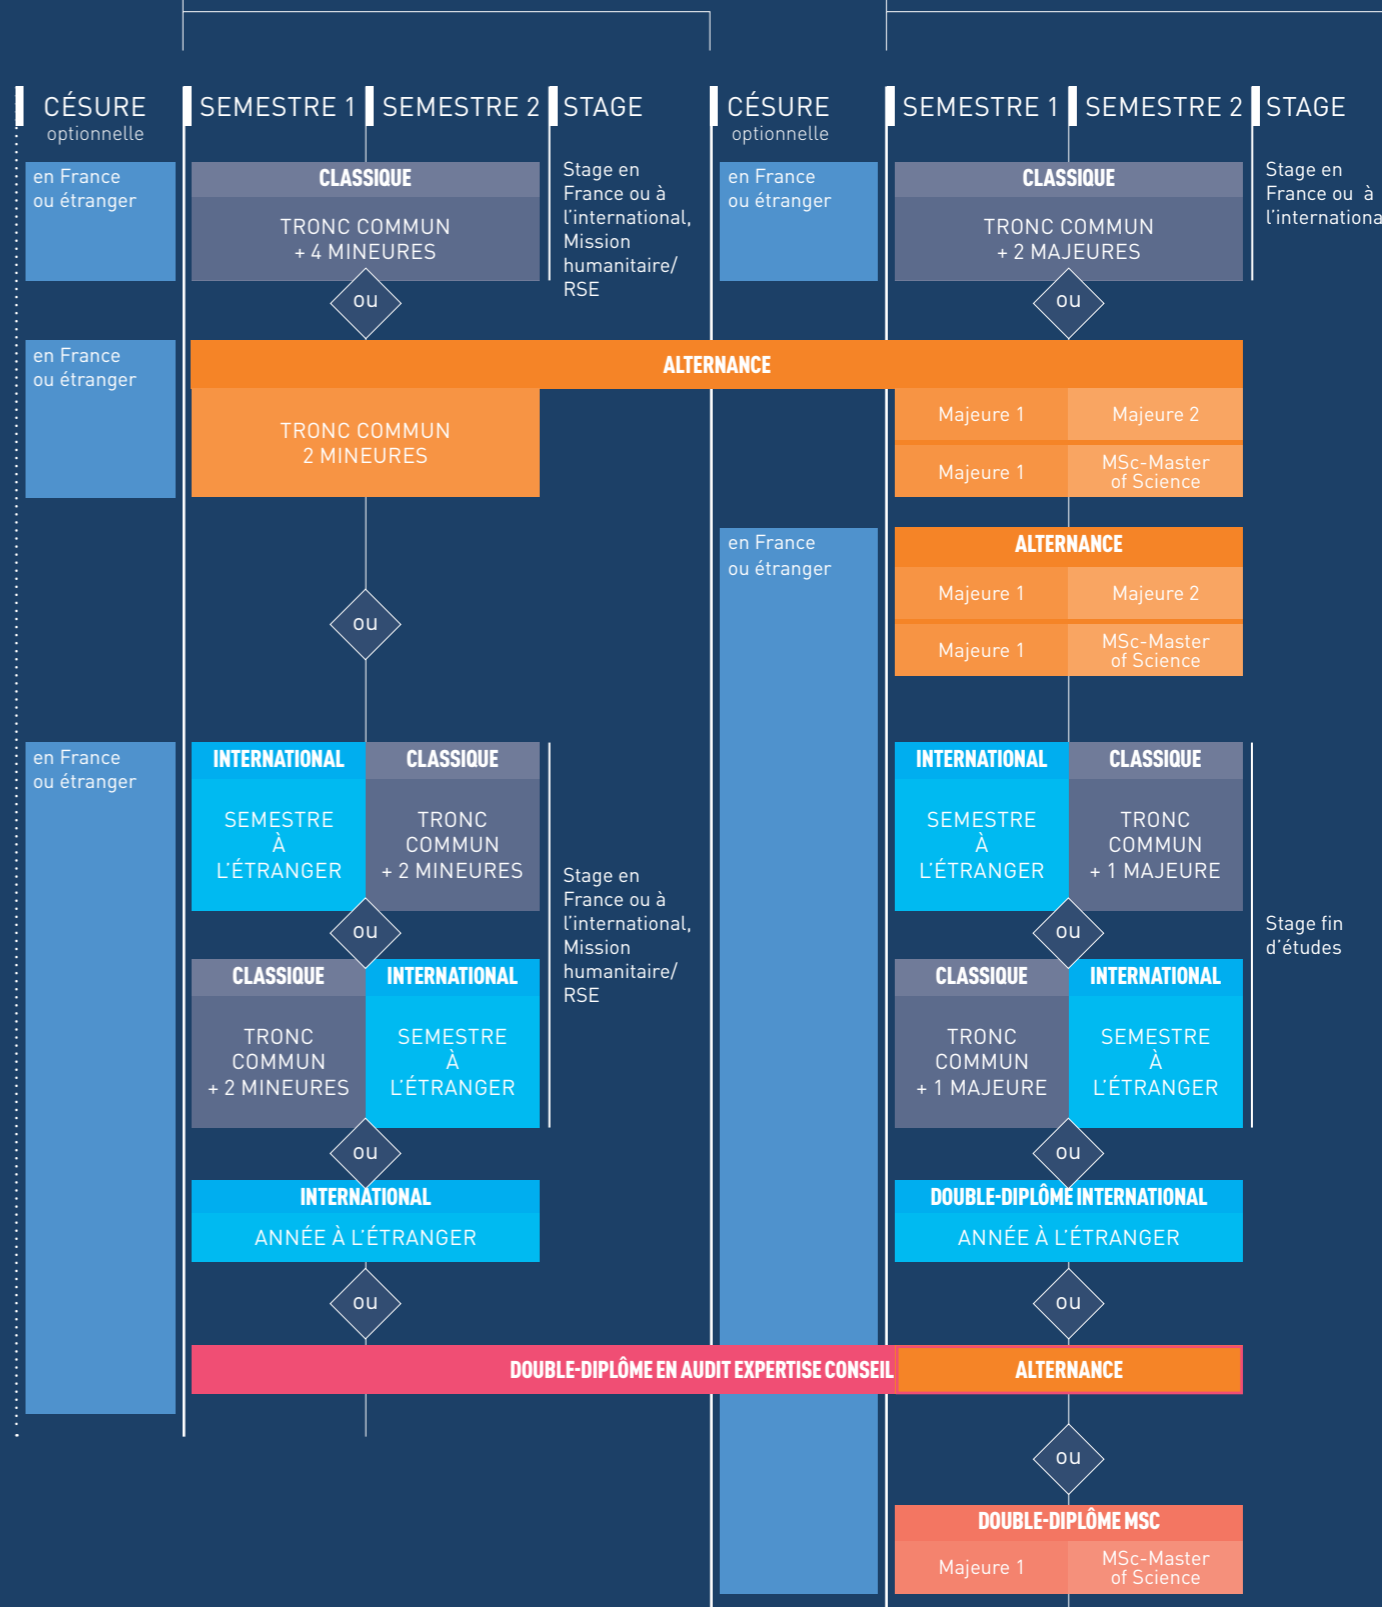 CÉSURE
optionnelle
SEMESTRE 1
SEMESTRE 2
STAGE
CÉSURE
optionnelle
SEMESTRE 1
SEMESTRE 2
STAGE
en France
ou étranger
CLASSIQUE
TRONC COMMUN
+ 4 MINEURES
Stage en
France ou à
l'international,
Mission
humanitaire/
RSE
en France
ou étranger
CLASSIQUE
TRONC COMMUN
+ 2 MAJEURES
Stage en
France ou à
l'internationa
ou
ou
en France
ou étranger
ALTERNANCE
TRONC COMMUN
2 MINEURES
Majeure 1
Majeure 2
Majeure 1
MSc-Master
of Science
en France
ou étranger
ALTERNANCE
Majeure 1
Majeure 2
Majeure 1
MSc-Master
of Science
ou
en France
ou étranger
INTERNATIONAL
SEMESTRE
À
L'ÉTRANGER
CLASSIQUE
TRONC
COMMUN
+ 2 MINEURES
ou
CLASSIQUE
TRONC
COMMUN
+ 2 MINEURES
INTERNATIONAL
SEMESTRE
À
L'ÉTRANGER
Stage en
France ou à
l'international,
Mission
humanitaire/
RSE
INTERNATIONAL
SEMESTRE
À
L'ÉTRANGER
CLASSIQUE
TRONC
COMMUN
+ 1 MAJEURE
ou
CLASSIQUE
TRONC
COMMUN
+ 1 MAJEURE
INTERNATIONAL
SEMESTRE
À
L'ÉTRANGER
Stage fin
d'études
ou
ou
INTERNATIONAL
ANNÉE À L'ÉTRANGER
DOUBLE-DIPLÔME INTERNATIONAL
ANNÉE À L'ÉTRANGER
ou
ou
DOUBLE-DIPLÔME EN AUDIT EXPERTISE CONSEIL
ALTERNANCE
ou
DOUBLE-DIPLÔME MSC
Majeure 1
MSc-Master
of Science